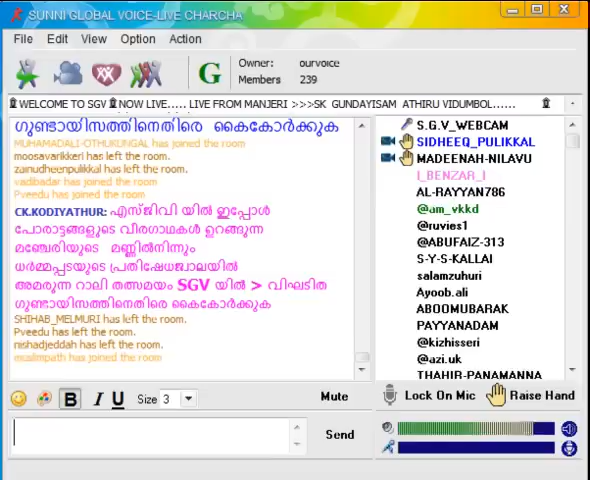 SUNNI GLOBAL VOICE-LIVE CHARCHA
File Edit View Option Action
G Owner: ourvoice
Members 239
WELCOME TO SGV NOW LIVE..... LIVE FROM MANJERI >>>SK GUNDAYISAM ATHIRU VIDUMBOL......
ഗുണ്ടായിസത്തിനെതിരെ കൈകോർക്കുക
MUHAMADALI-OTHUKUNGAL has joined the room.
moosavarikkeri has left the room.
zainudheenpulikkal has left the room.
vadibadar has joined the room
Pveedu has joined the room
CK.KODIYATHUR: എസ്ജിവി യിൽ ഇപ്പോൾ
പോരാട്ടങ്ങളുടെ വീരഗാഥകൾ ഉറങ്ങുന്ന
മഞ്ചേരിയുടെ മണ്ണിൽനിന്നും
ധർമ്മപ്പടയുടെ പ്രതിഷേധജ്വാലയിൽ
അമരുന്ന റാലി തത്സമയം SGV യിൽ > വിഘടിത
ഗുണ്ടായിസത്തിനെതിരെ കൈകോർക്കുക
SHIHAB_MELMURI has left the room.
Pveedu has left the room.
nishadjeddah has left the room.
muslimpath has joined the room
S.G.V_WEBCAM
SIDHEEQ_PULIKKAL
MADEENAH-NILAVU
I_BENZAR_I
AL-RAYYAN786
@am_vkkd
@ruvies1
@ABUFAIZ-313
S-Y-S-KALLAI
salamzuhuri
Ayoob.ali
ABOOMUBARAK
PAYYANADAM
@kizhisseri
@azi.uk
THAHIR-PANAMANNA
B I U Size 3 Mute
Lock On Mic Raise Hand
Send